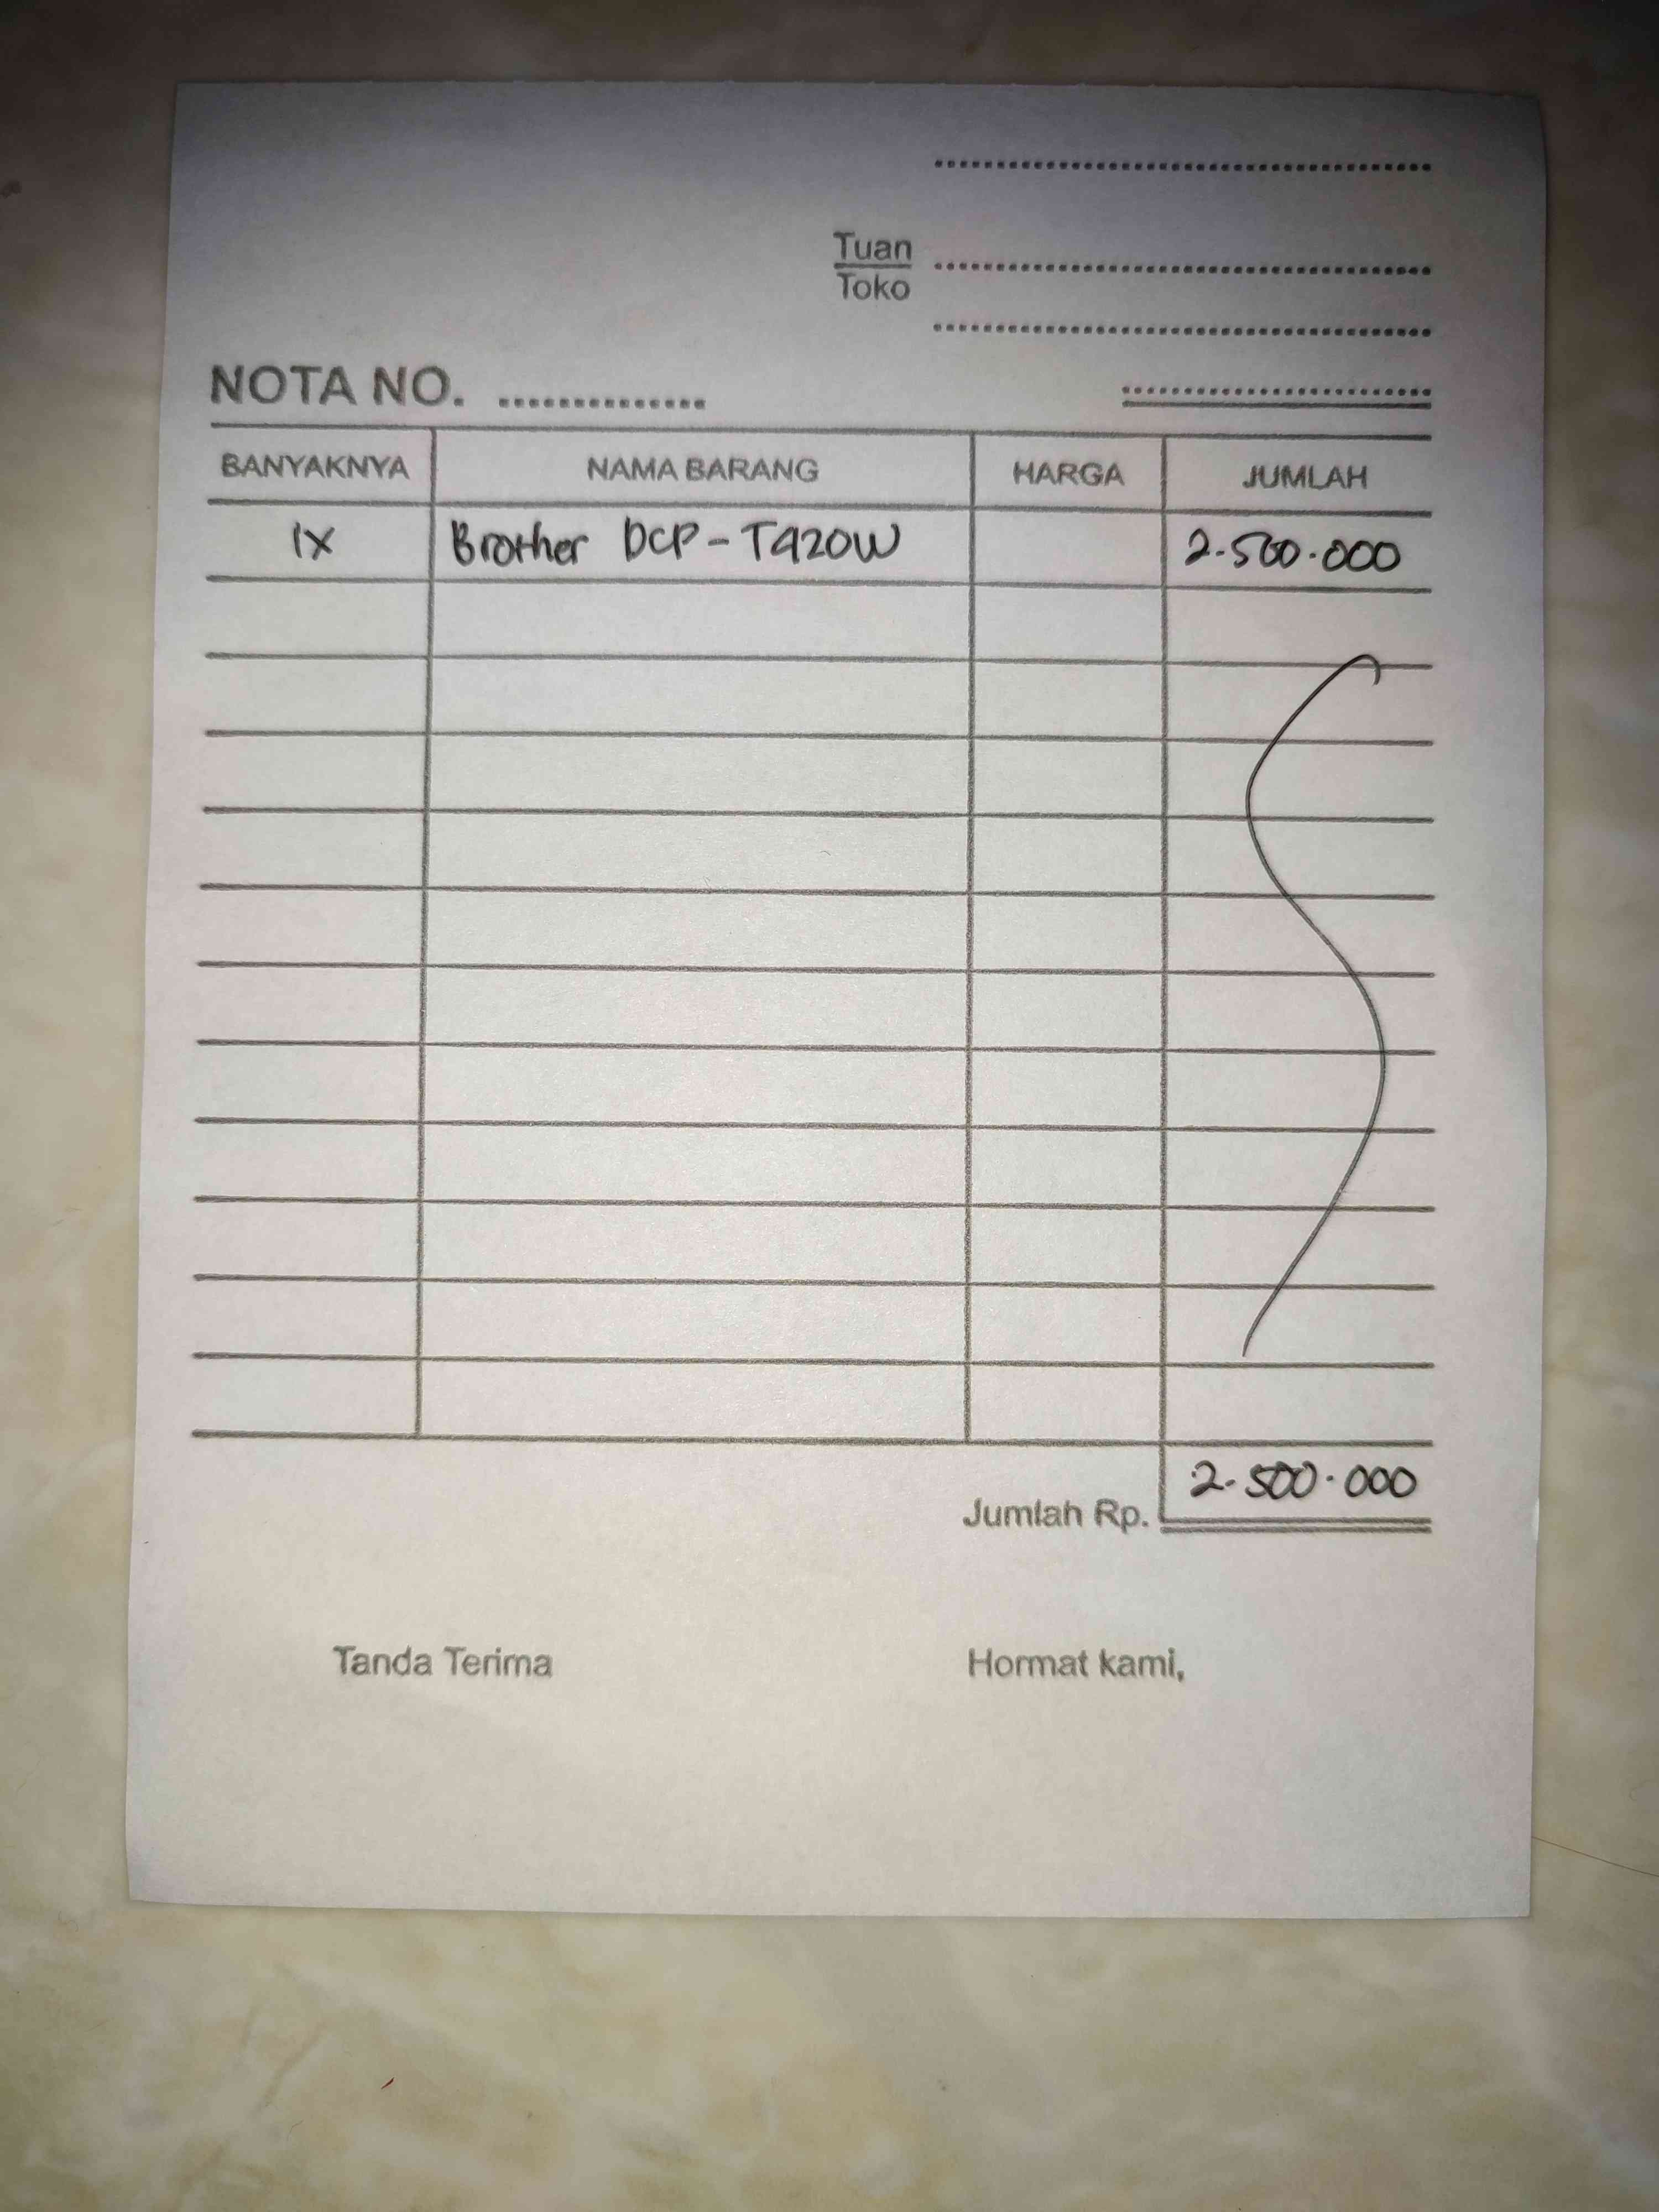 Tuan
Toko
NOTA NO.
BANYAKNYA NAMA BARANG HARGA JUMLAH
1X Brother DCP-T920W 2.500.000
2.500.000
Jumlah Rp.
Tanda Terima Hormat kami,